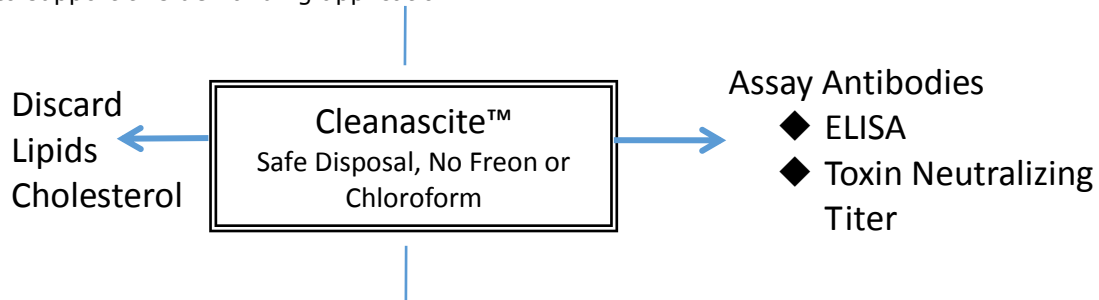 Discard
Lipids
Cholesterol
Cleanascite™
Safe Disposal, No Freon or
Chloroform
Assay Antibodies
◆ ELISA
◆ Toxin Neutralizing
Titer